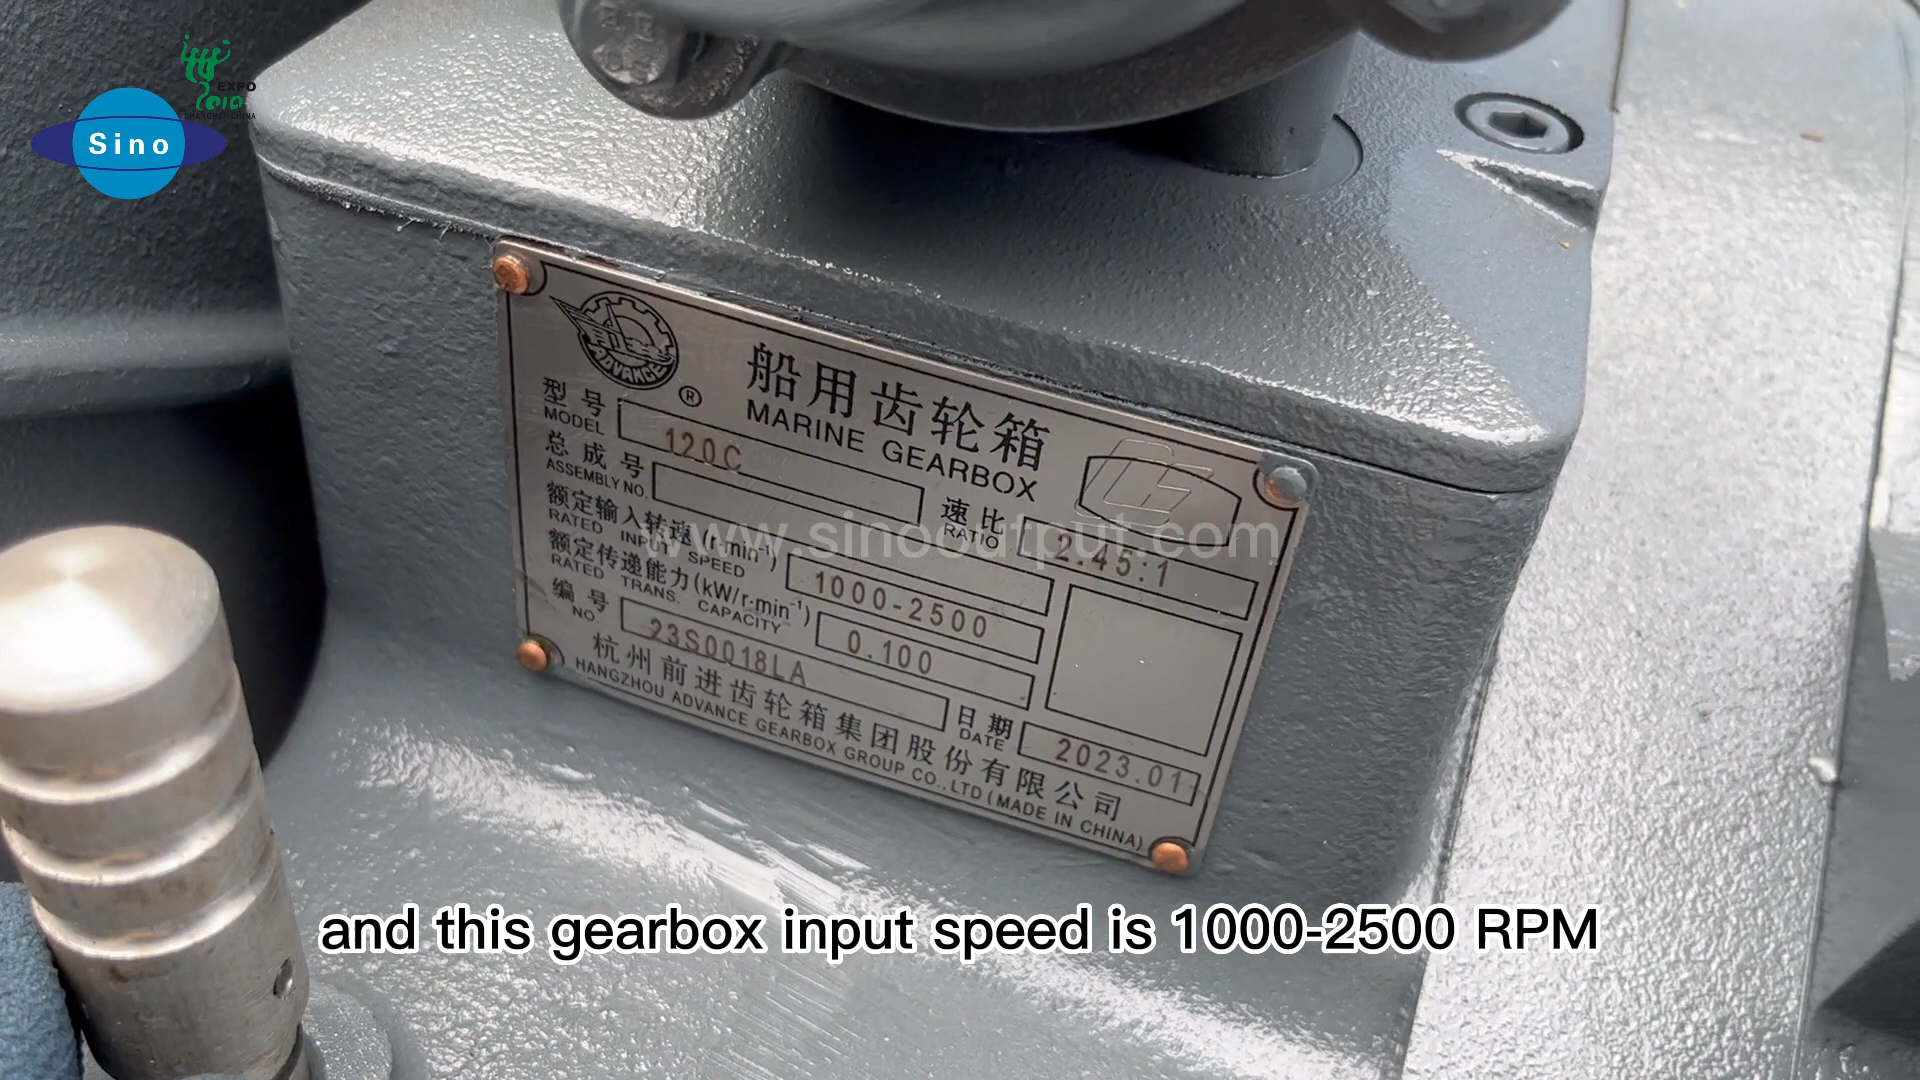 EXPO
2010
SHANGHAI CHINA
Sino
前进
ADVANCE
®
船用齿轮箱
MARINE GEARBOX
型号
MODEL
120C
总成号
ASSEMBLY NO.
速比
RATIO
2.45:1
额定输入转速 (r·min⁻¹)
RATED INPUT SPEED
1000-2500
额定传递能力 (kW/r·min⁻¹)
RATED TRANS. CAPACITY
0.100
编号
NO.
23S0018LA
日期
DATE
2023.01
杭州前进齿轮箱集团股份有限公司
HANGZHOU ADVANCE GEARBOX GROUP CO.,LTD (MADE IN CHINA)
www.sinooutput.com
and this gearbox input speed is 1000-2500 RPM